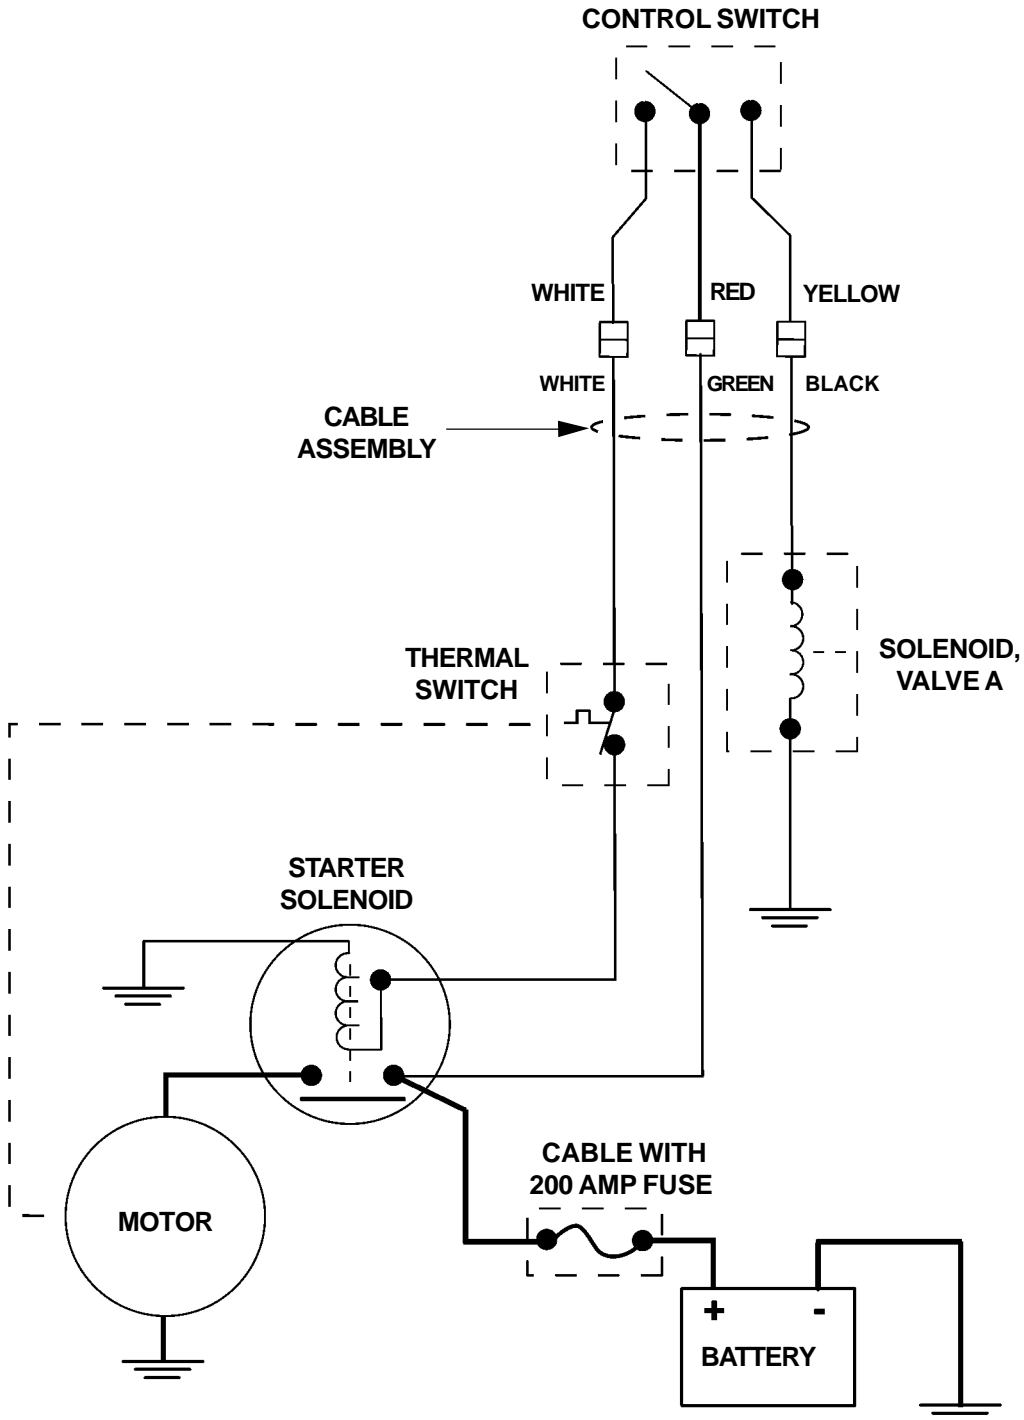 CONTROL SWITCH
WHITE
RED
YELLOW
WHITE
GREEN
BLACK
CABLE
ASSEMBLY
THERMAL
SWITCH
SOLENOID,
VALVE A
STARTER
SOLENOID
CABLE WITH
200 AMP FUSE
MOTOR
+ -
BATTERY